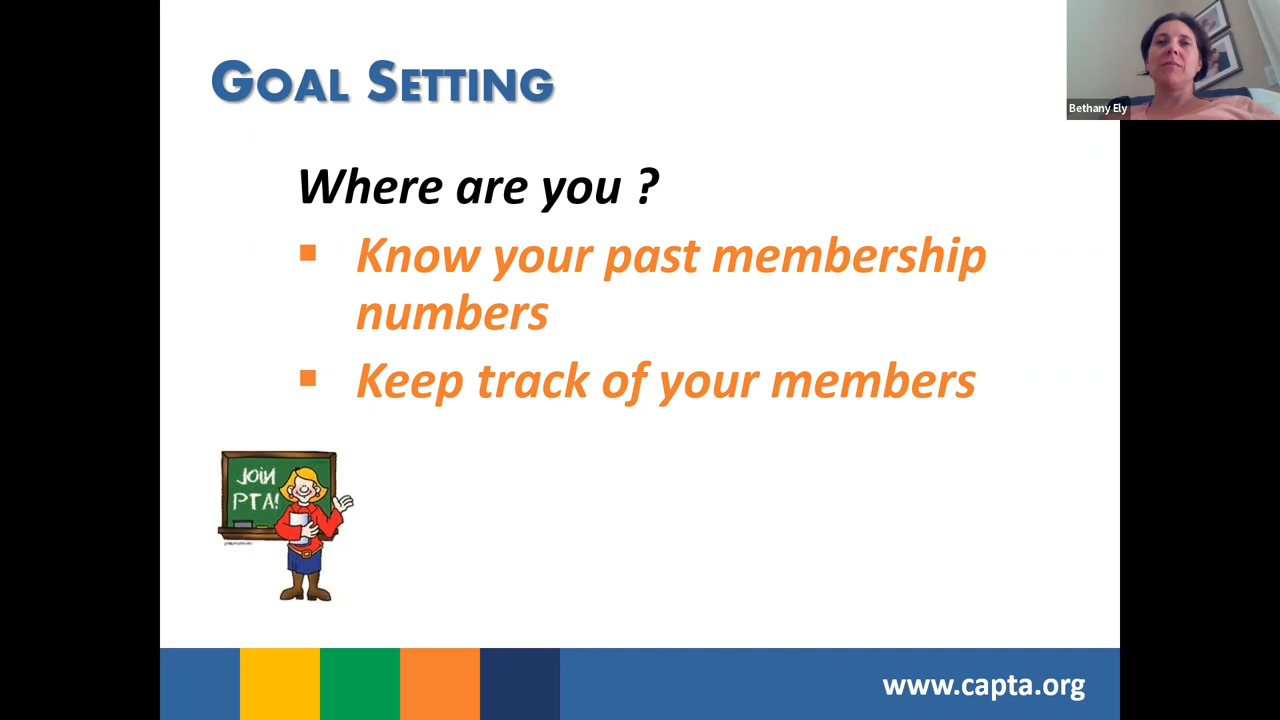 Goal Setting
Bethany Ely
Where are you ?
Know your past membership
numbers
Keep track of your members
JOIN
PTA!
www.capta.org